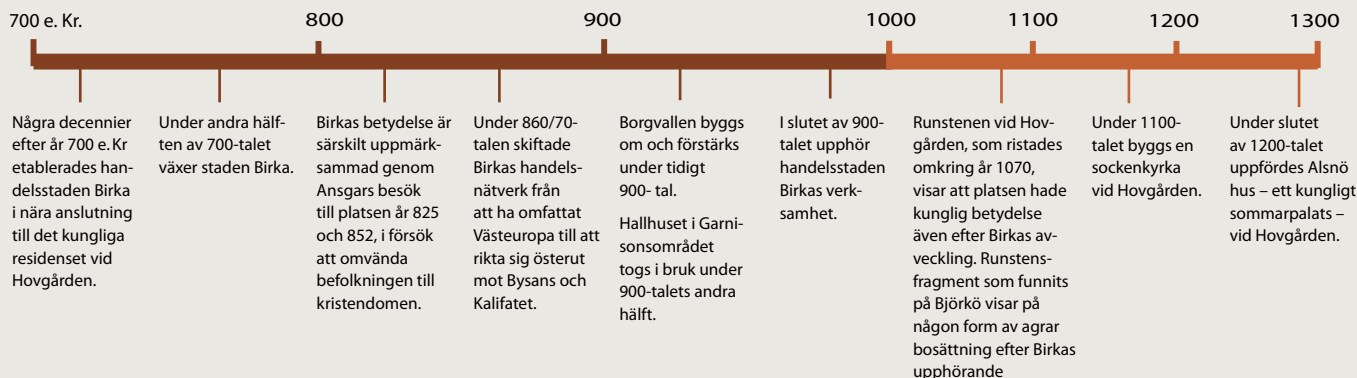 700 e. Kr.
800
900
1000
1100
1200
1300
Några decennier
efter år 700 e. Kr
etablerades han-
delsstaden Birka
i nära anslutning
till det kungliga
residenset vid
Hovgården.
Under andra hälf-
ten av 700-talet
växer staden Birka.
Birkas betydelse är
särskilt uppmärk-
sammad genom
Ansgars besök
till platsen år 825
och 852, i försök
att omvända
befolkningen till
kristendomen.
Under 860/70-
talen skiftade
Birkas handels-
nätverk från
att ha omfattat
Västeuropa till att
rikta sig österut
mot Bysans och
Kalifatet.
Borgvallen byggs
om och förstärks
under tidigt
900- tal.
Hallhuset i Garni-
sonsområdet
togs i bruk under
900-talets andra
hälft.
I slutet av 900-
talet upphör
handelsstaden
Birkas verk-
samhet.
Runstenen vid Hov-
gården, som ristades
omkring år 1070,
visar att platsen hade
kunglig betydelse
även efter Birkas av-
veckling. Runstens-
fragment som funnits
på Björkö visar på
någon form av agrar
bosättning efter Birkas
upphörande
Under 1100-
talet byggs en
sockenkyrka
vid Hovgården.
Under slutet
av 1200-talet
uppfördes Alsnö
hus – ett kungligt
sommarpalats –
vid Hovgården.